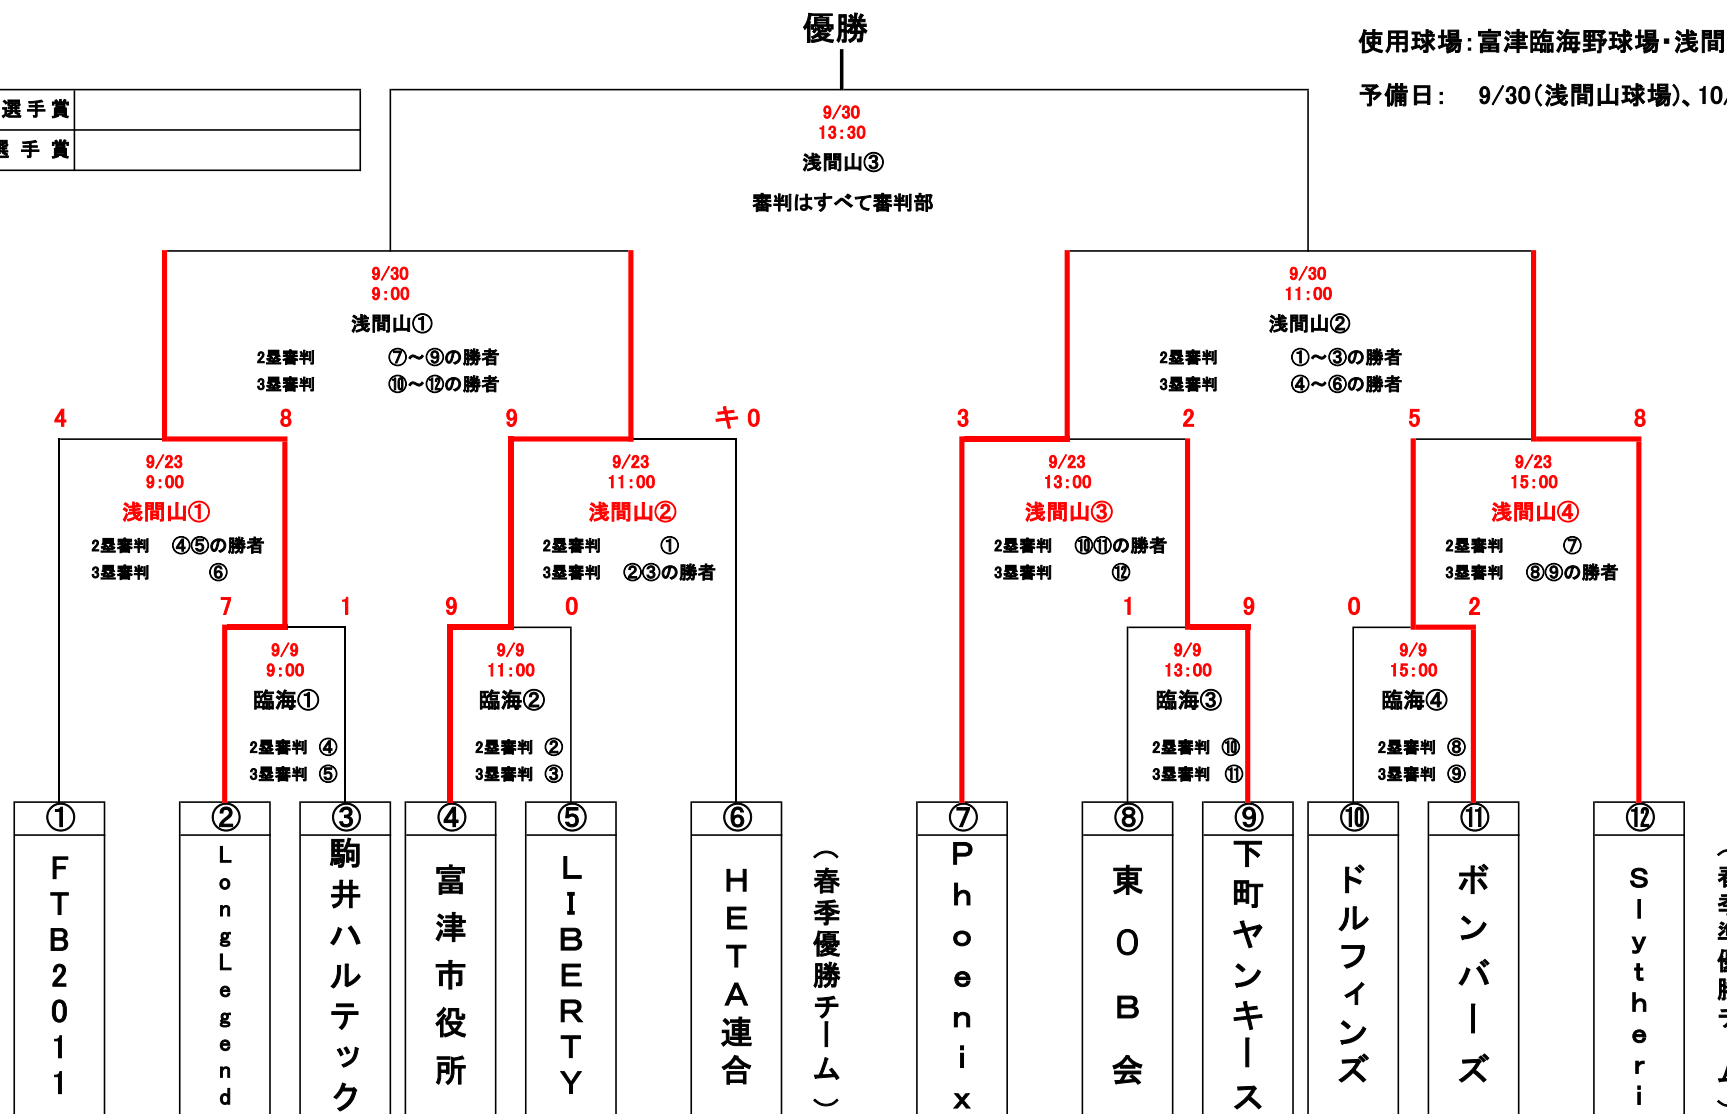 優勝
使用球場：富津臨海野球場・浅間
予備日：　9/30（浅間山球場）、10/
選手賞
選手賞
9/30
13:30
浅間山③
審判はすべて審判部
9/30
9:00
浅間山①
2塁審判　⑦～⑨の勝者
3塁審判　⑩～⑫の勝者
9/30
11:00
浅間山②
2塁審判　①～③の勝者
3塁審判　④～⑥の勝者
4　8　9　キ 0　3　2　5　8
9/23
9:00
浅間山①
2塁審判　④⑤の勝者
3塁審判　⑥
9/23
11:00
浅間山②
2塁審判　①
3塁審判　②③の勝者
9/23
13:00
浅間山③
2塁審判　⑩⑪の勝者
3塁審判　⑫
9/23
15:00
浅間山④
2塁審判　⑦
3塁審判　⑧⑨の勝者
7　1　9　0　1　9　0　2
9/9
9:00
臨海①
2塁審判　④
3塁審判　⑤
9/9
11:00
臨海②
2塁審判　②
3塁審判　③
9/9
13:00
臨海③
2塁審判　⑩
3塁審判　⑪
9/9
15:00
臨海④
2塁審判　⑧
3塁審判　⑨
①
FTB2011
②
LongLegend
③
駒井ハルテック
④
富津市役所
⑤
LIBERTY
⑥
HETA連合
（春季優勝チーム）
⑦
Phoenix
⑧
東OB会
⑨
下町ヤンキース
⑩
ドルフィンズ
⑪
ボンバーズ
⑫
Slytheri